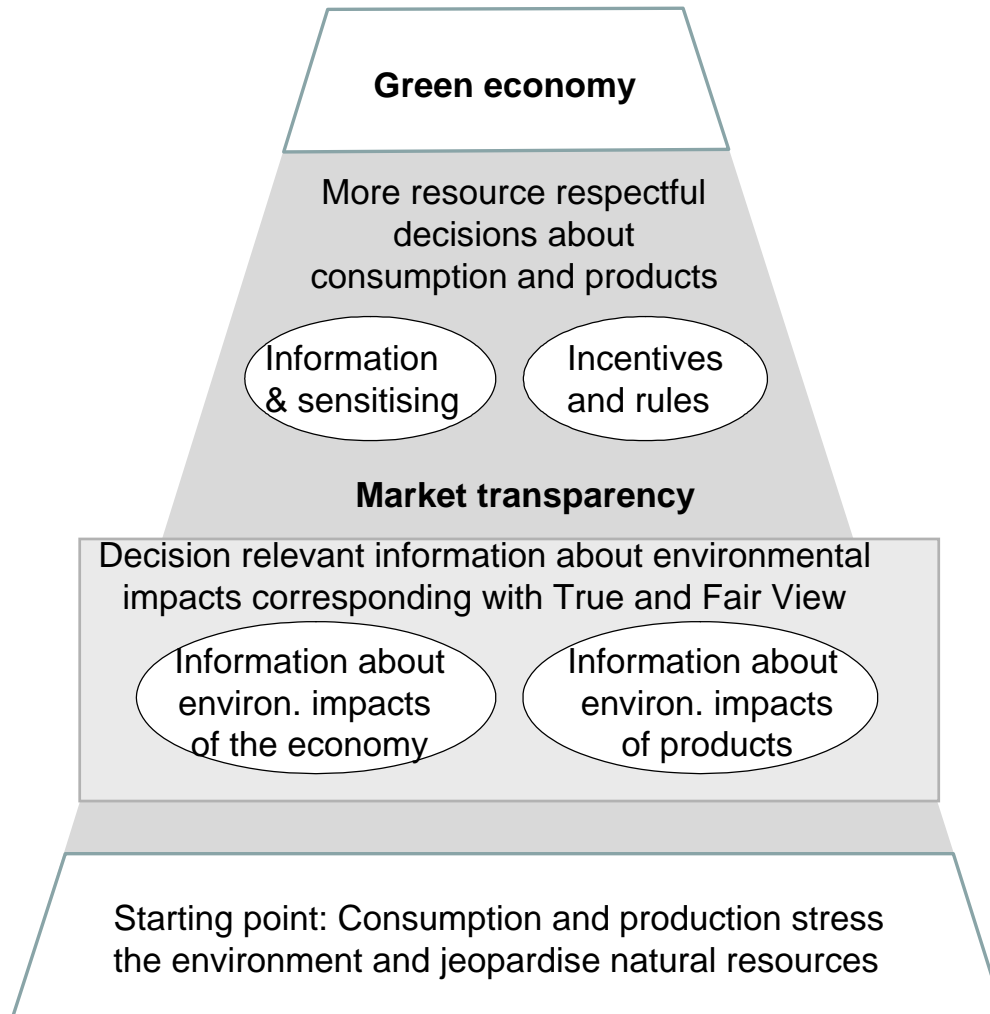 Green economy
More resource respectful
decisions about
consumption and products
Information
& sensitising
Incentives
and rules
Market transparency
Decision relevant information about environmental
impacts corresponding with True and Fair View
Information about
environ. impacts
of the economy
Information about
environ. impacts
of products
Starting point: Consumption and production stress
the environment and jeopardise natural resources